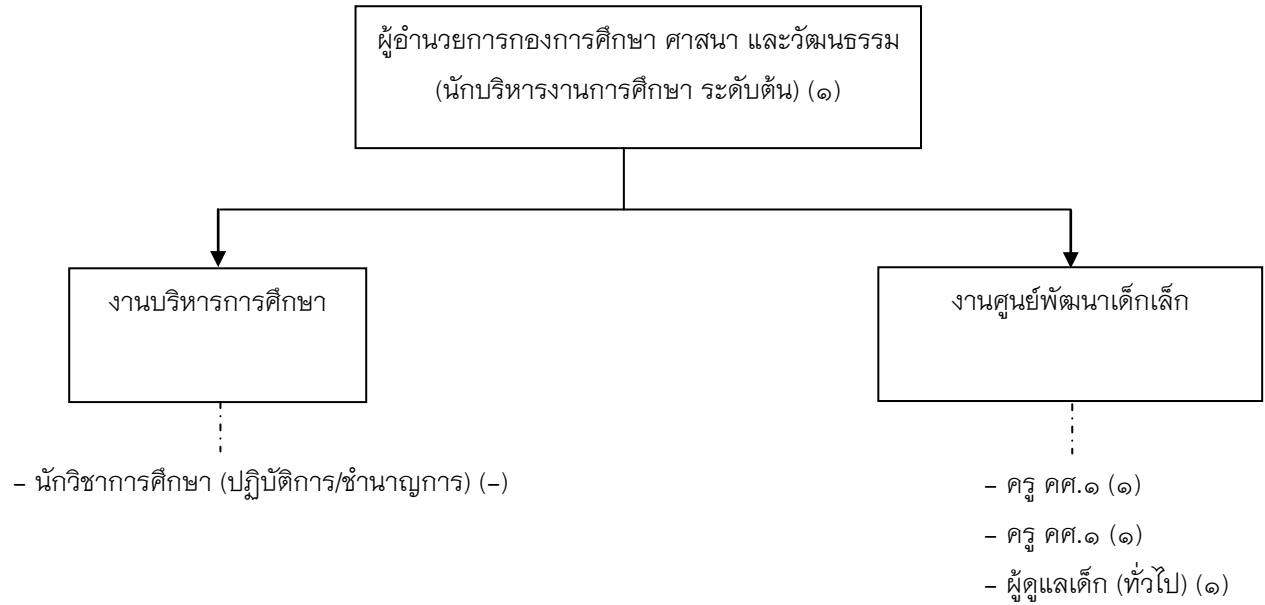 ผู้อำนวยการกองการศึกษา ศาสนา และวัฒนธรรม
(นักบริหารงานการศึกษา ระดับต้น) (๑)
งานบริหารการศึกษา
งานศูนย์พัฒนาเด็กเล็ก
– นักวิชาการศึกษา (ปฏิบัติการ/ชำนาญการ) (–)
– ครู คศ.๑ (๑)
– ครู คศ.๑ (๑)
– ผู้ดูแลเด็ก (ทั่วไป) (๑)